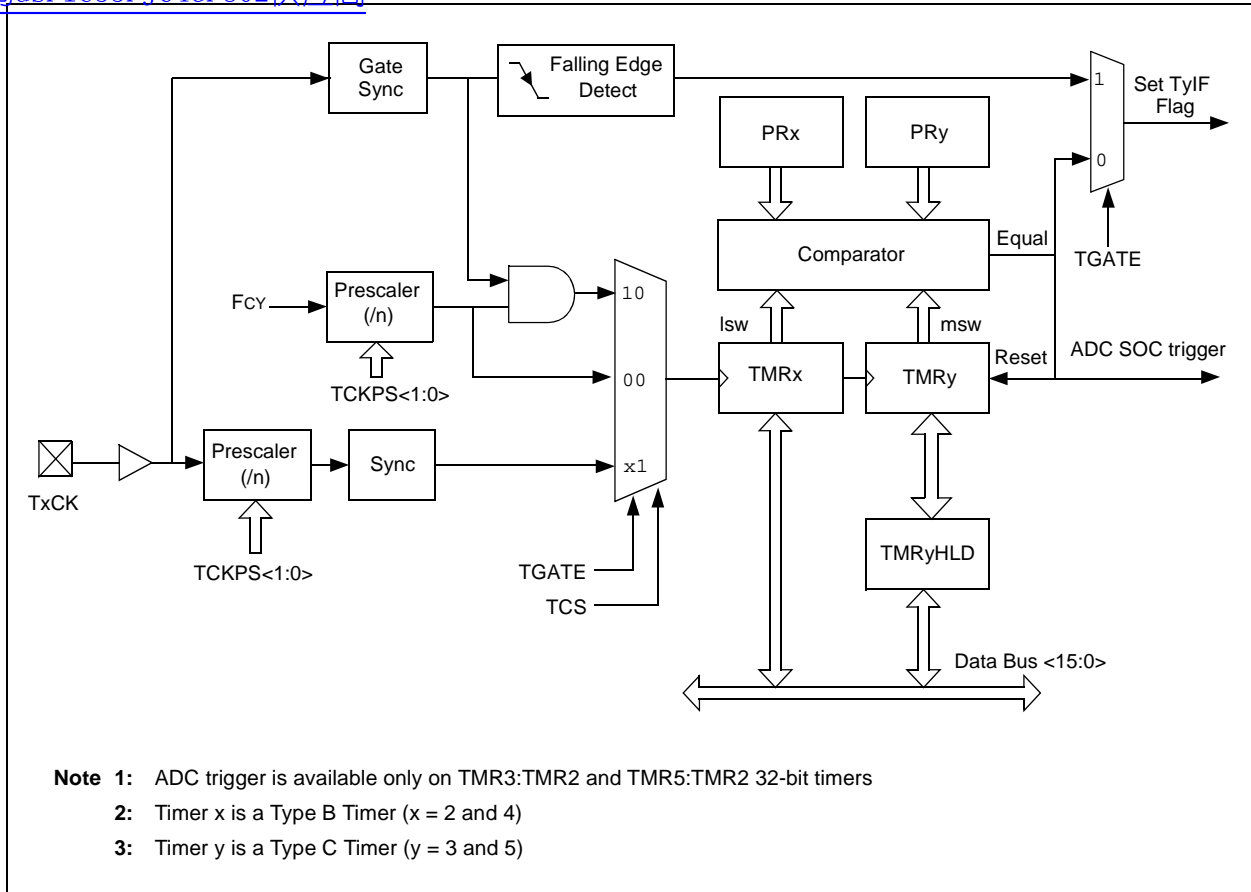 Gate
Sync
Falling Edge
Detect
1
Set TyIF
Flag
PRx
PRy
0
Comparator
Equal
TGATE
FCY
Prescaler
(/n)
10
lsw
msw
TCKPS<1:0>
00
TMRx
TMRy
Reset
ADC SOC trigger
TxCK
Prescaler
(/n)
Sync
x1
TCKPS<1:0>
TGATE
TCS
TMRyHLD
Data Bus <15:0>
Note 1: ADC trigger is available only on TMR3:TMR2 and TMR5:TMR2 32-bit timers
2: Timer x is a Type B Timer (x = 2 and 4)
3: Timer y is a Type C Timer (y = 3 and 5)